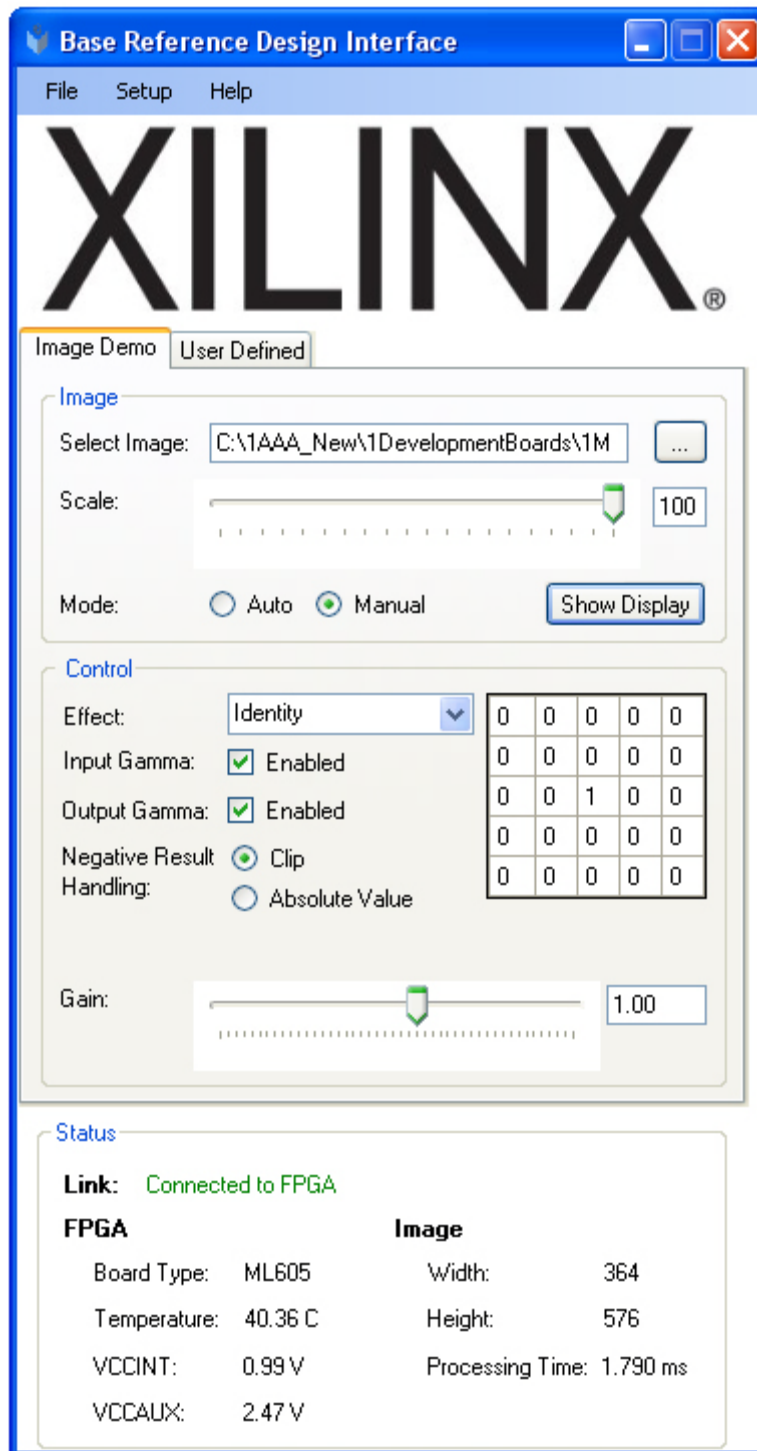 Base Reference Design Interface
File Setup Help
XILINX®
Image Demo User Defined
Image
Select Image: C:\1AAA_New\1DevelopmentBoards\1M ...
Scale: 100
Mode: Auto Manual Show Display
Control
Effect: Identity 0 0 0 0 0
Input Gamma: Enabled 0 0 0 0 0
Output Gamma: Enabled 0 0 1 0 0
Negative Result Clip 0 0 0 0 0
Handling: 0 0 0 0 0
Absolute Value
Gain: 1.00
Status
Link: Connected to FPGA
FPGA Image
Board Type: ML605 Width: 364
Temperature: 40.36 C Height: 576
VCCINT: 0.99 V Processing Time: 1.790 ms
VCCAUX: 2.47 V